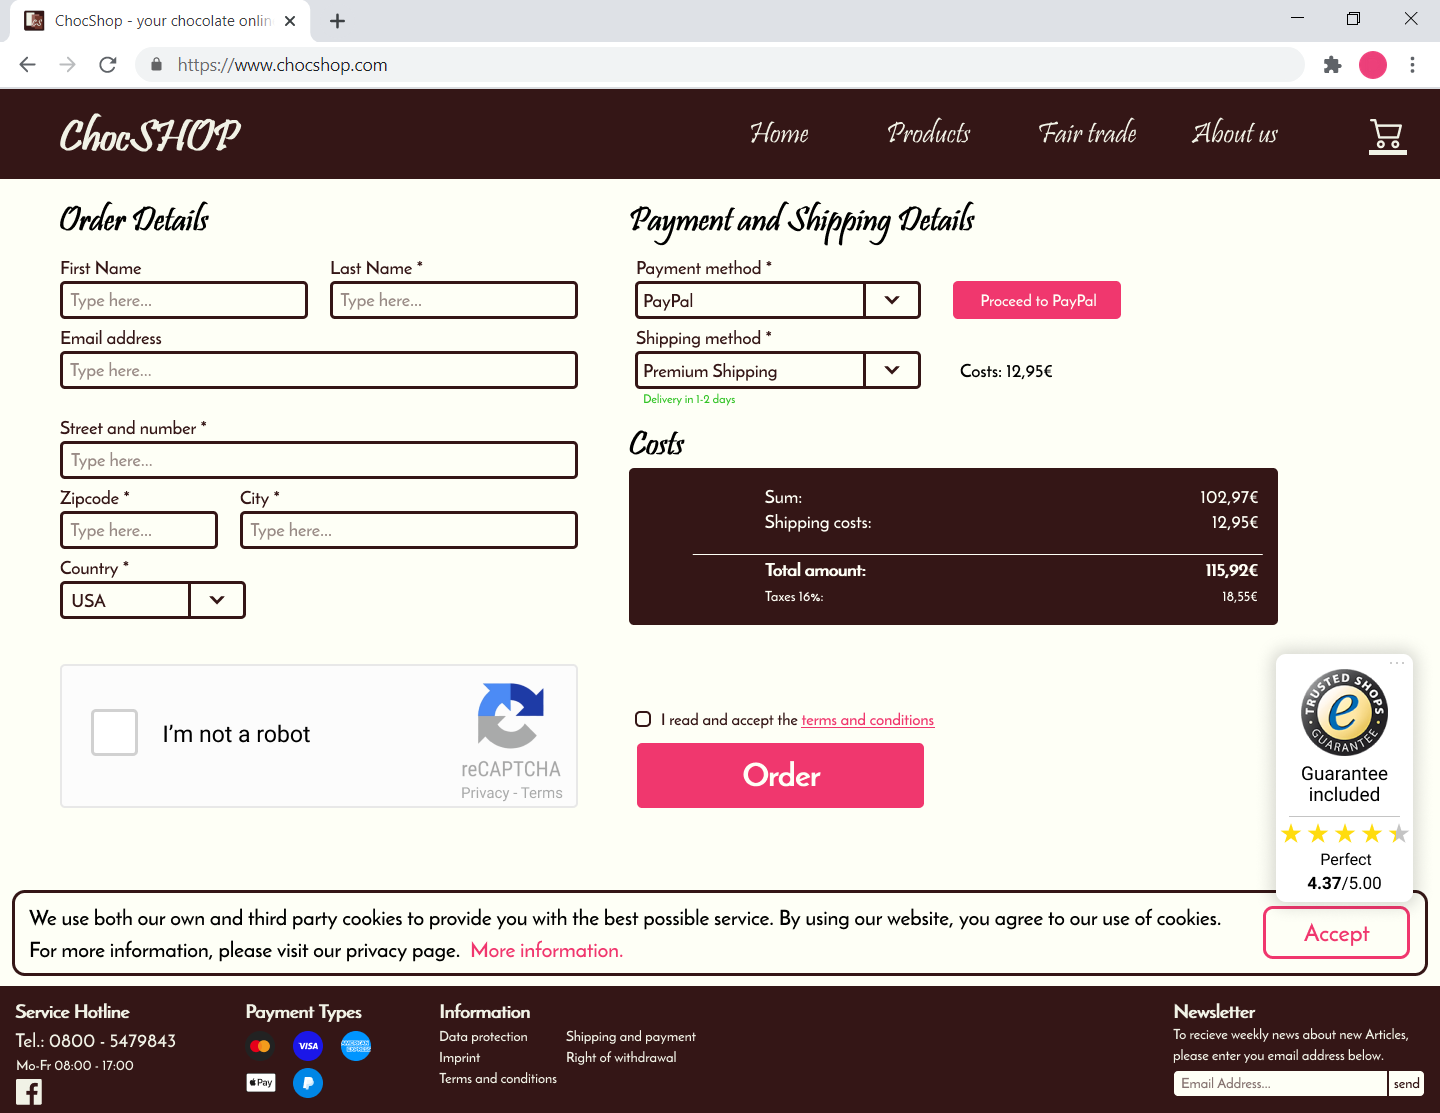 ChocShop - your chocolate onlin
https://www.chocshop.com
ChocSHOP
Home
Products
Fair trade
About us
Order Details
First Name
Last Name *
Type here...
Type here...
Email address
Type here...
Street and number *
Type here...
Zipcode *
City *
Type here...
Type here...
Country *
USA
I'm not a robot
reCAPTCHA
Privacy - Terms
Payment and Shipping Details
Payment method *
PayPal
Proceed to PayPal
Shipping method *
Premium Shipping
Costs: 12,95€
Delivery in 1-2 days
Costs
Sum: 102,97€
Shipping costs: 12,95€
Total amount: 115,92€
Taxes 16%: 18,55€
I read and accept the terms and conditions
Order
TRUSTED SHOPS
e
GUARANTEE
Guarantee
included
Perfect
4.37/5.00
We use both our own and third party cookies to provide you with the best possible service. By using our website, you agree to our use of cookies.
For more information, please visit our privacy page. More information.
Accept
Service Hotline
Tel.: 0800 - 5479843
Mo-Fr 08:00 - 17:00
Payment Types
VISA
AMERICAN
EXPRESS
Pay
Information
Data protection
Imprint
Terms and conditions
Shipping and payment
Right of withdrawal
Newsletter
To recieve weekly news about new Articles,
please enter you email address below.
Email Address...
send